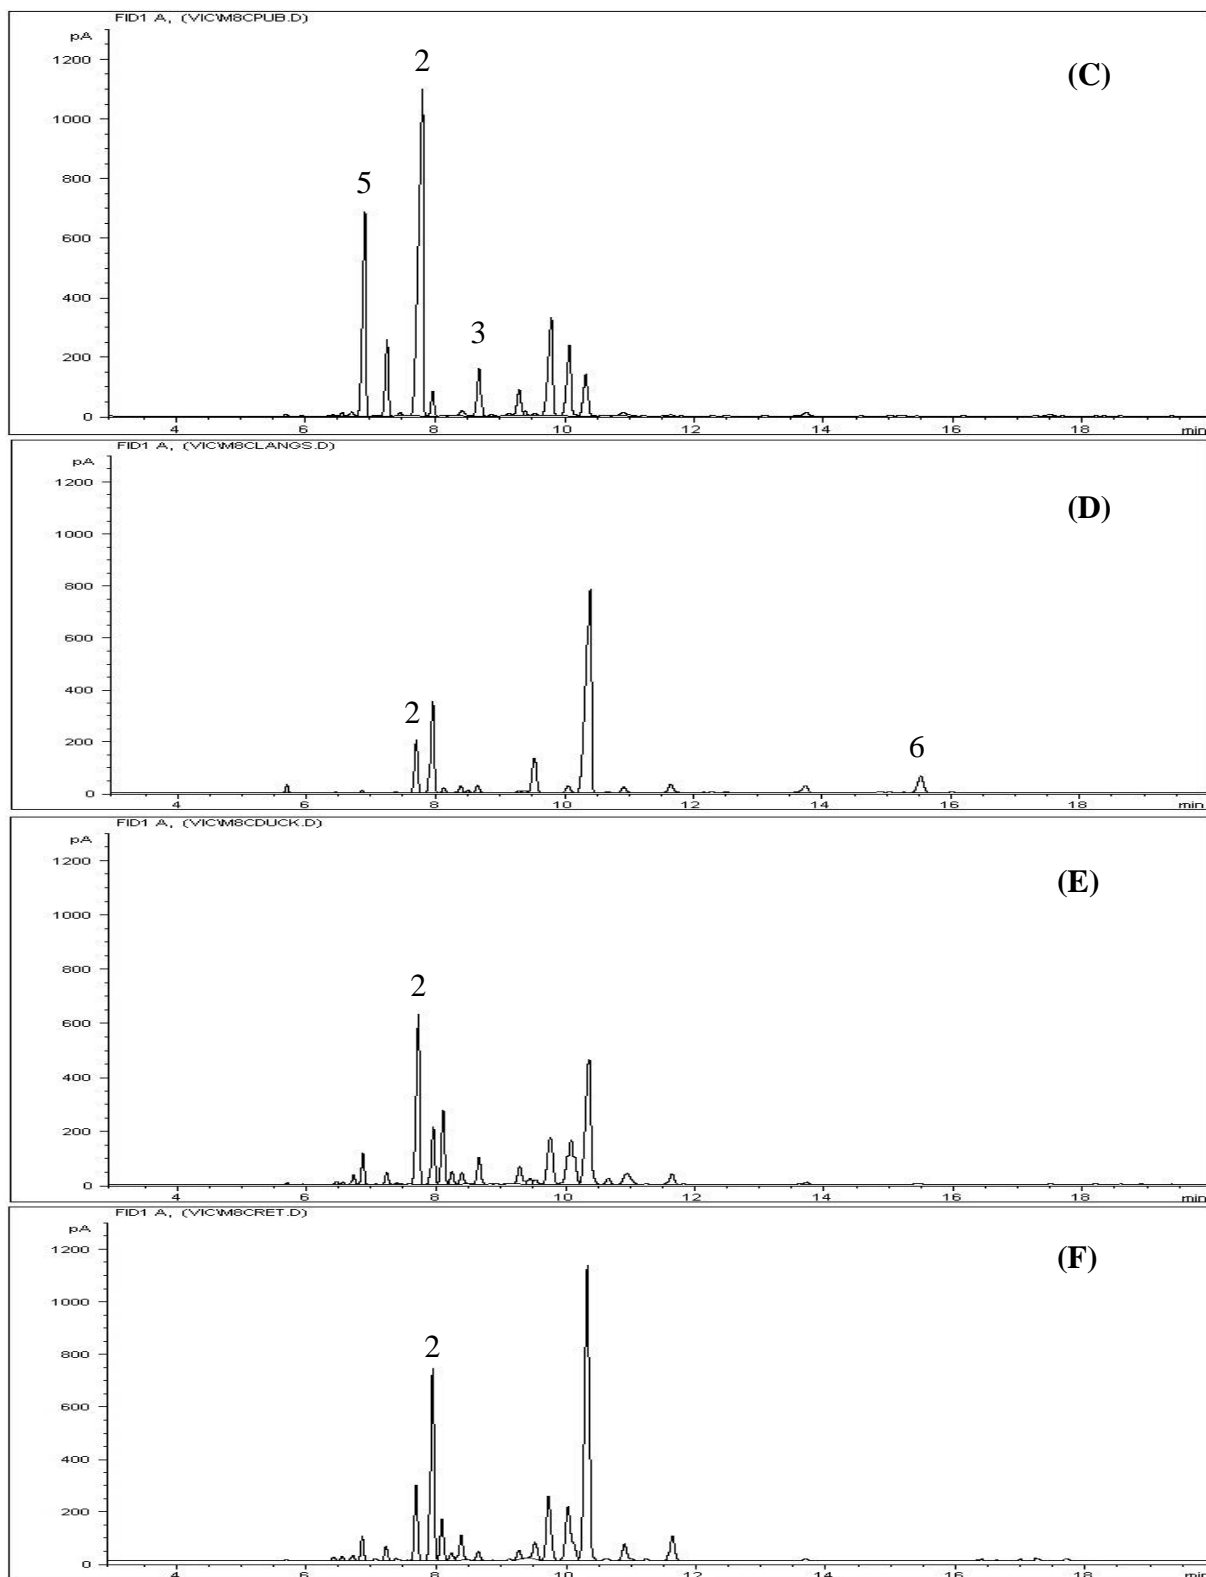 FID1 A, (VIC\M8CPUB.D)
pA
1200
1000
800
600
400
200
0
2
5
3
(C)
4 6 8 10 12 14 16 18 min
FID1 A, (VIC\M8CLANGS.D)
pA
1200
1000
800
600
400
200
0
2
6
(D)
4 6 8 10 12 14 16 18 min
FID1 A, (VIC\M8CDUCK.D)
pA
1200
1000
800
600
400
200
0
2
(E)
4 6 8 10 12 14 16 18 min
FID1 A, (VIC\M8CRET.D)
pA
1200
1000
800
600
400
200
0
2
(F)
4 6 8 10 12 14 16 18 min